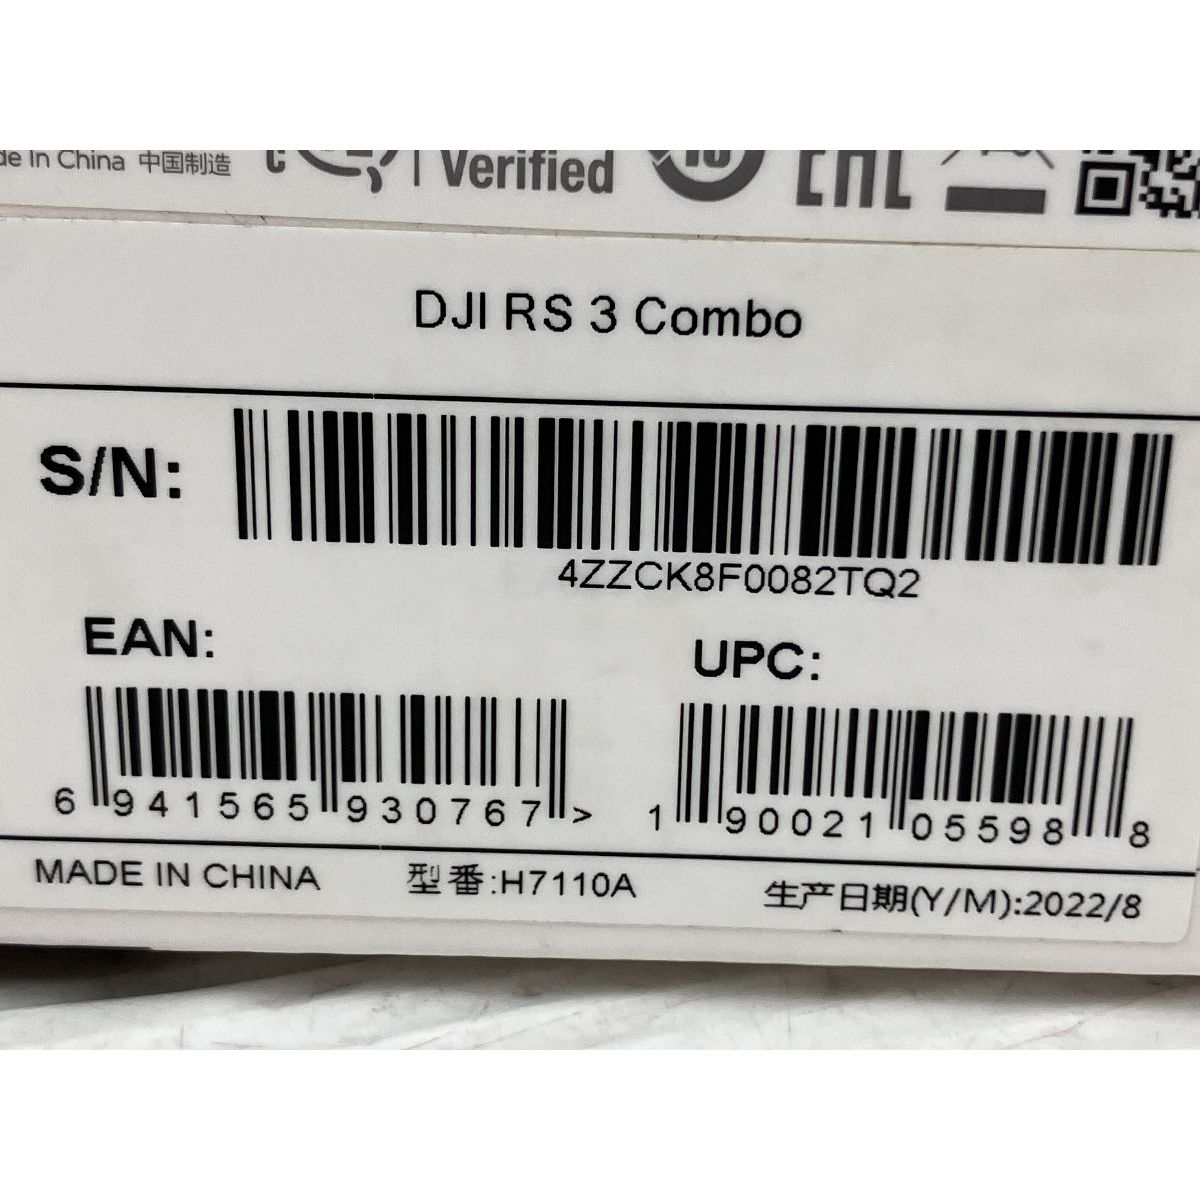 In China 中国制造
Verified
EAC
DJI RS 3 Combo
S/N:
4ZZCK8F0082TQ2
EAN: UPC:
6 941565 930767 > 1 90021 05598 8
MADE IN CHINA 型番:H7110A 生产日期(Y/M):2022/8